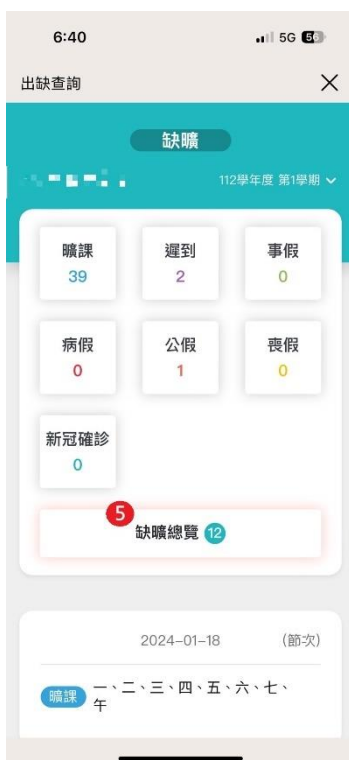 6:40
5G 56
出缺查詢
缺曠
112學年度 第1學期
曠課 遲到 事假
39 2 0
病假 公假 喪假
0 1 0
新冠確診
0
5
缺曠總覽 12
2024-01-18 (節次)
曠課 一、二、三、四、五、六、七、
午